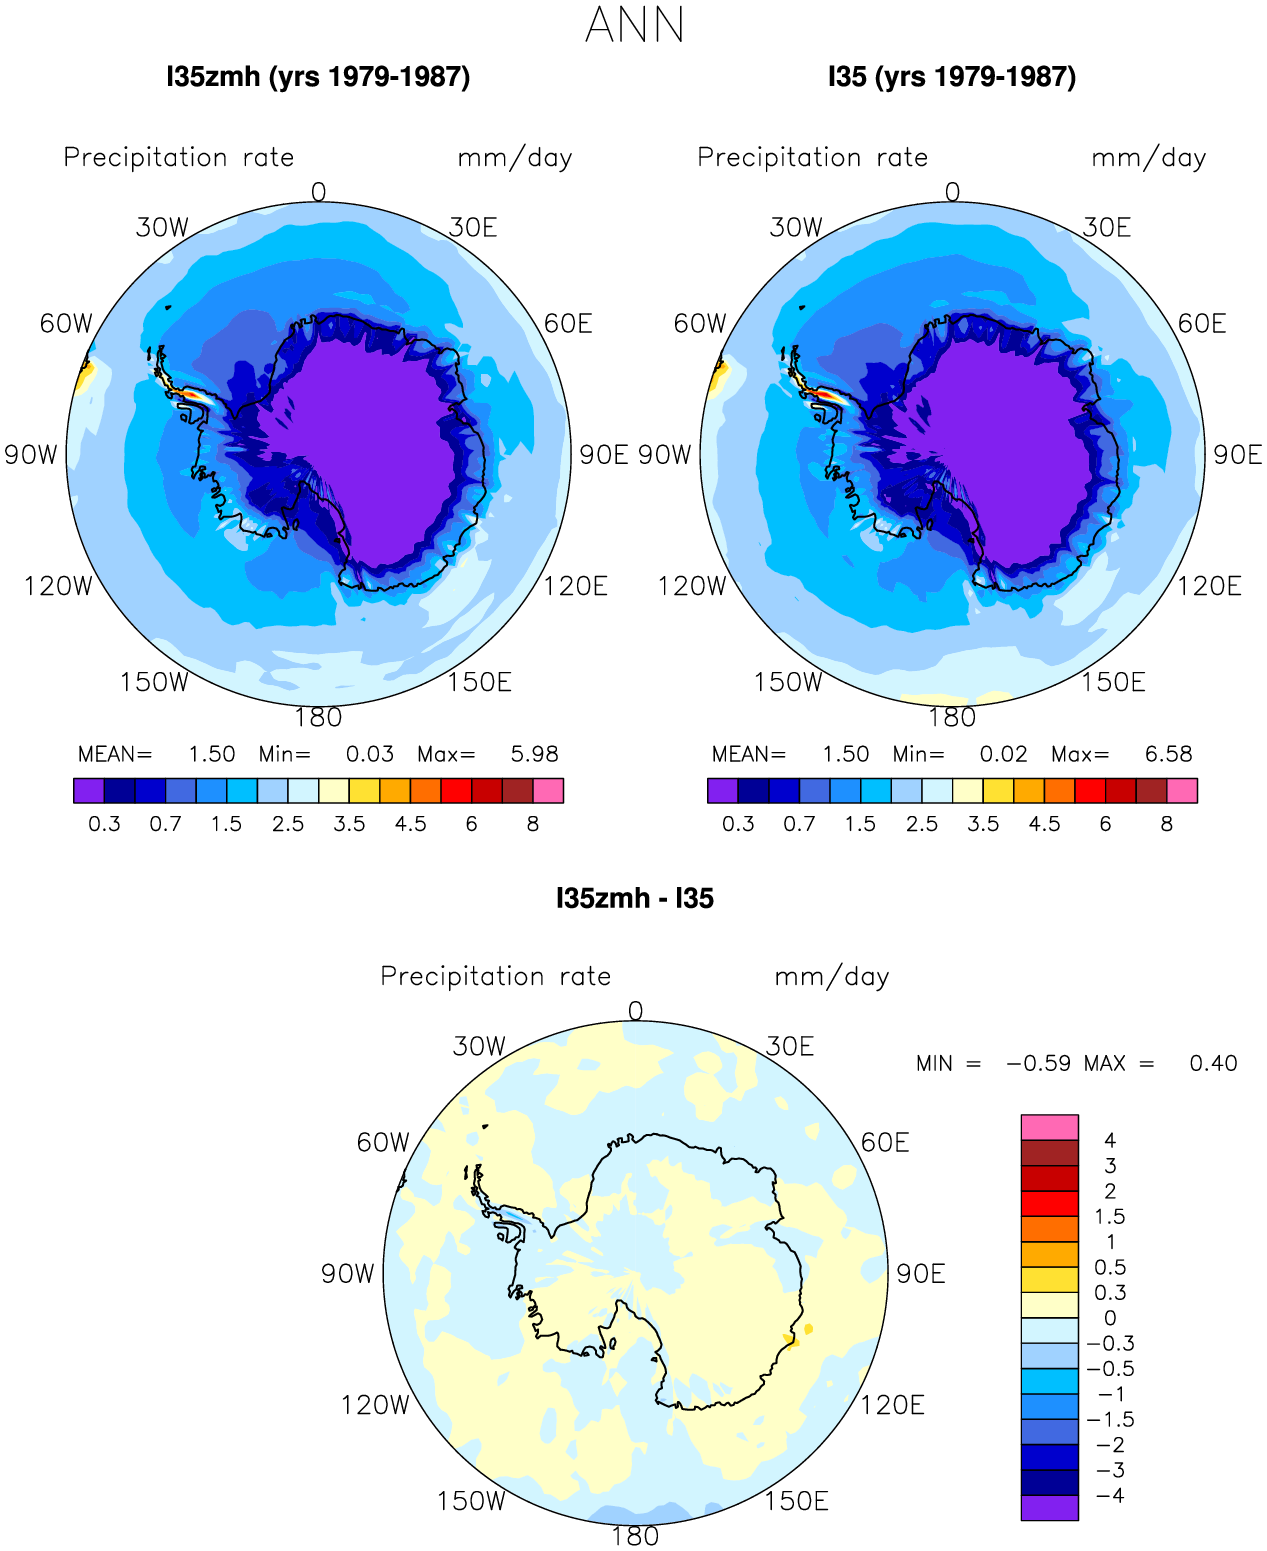 ANN
I35zmh (yrs 1979-1987)
I35 (yrs 1979-1987)
Precipitation rate mm/day
0
30W 30E
60W 60E
90W 90E
120W 120E
150W 150E
180
MEAN= 1.50 Min= 0.03 Max= 5.98
0.3 0.7 1.5 2.5 3.5 4.5 6 8
Precipitation rate mm/day
0
30W 30E
60W 60E
90W 90E
120W 120E
150W 150E
180
MEAN= 1.50 Min= 0.02 Max= 6.58
0.3 0.7 1.5 2.5 3.5 4.5 6 8
I35zmh - I35
Precipitation rate mm/day
0
30W 30E
60W 60E
90W 90E
120W 120E
150W 150E
180
MIN = -0.59 MAX = 0.40
4
3
2
1.5
1
0.5
0.3
0
-0.3
-0.5
-1
-1.5
-2
-3
-4